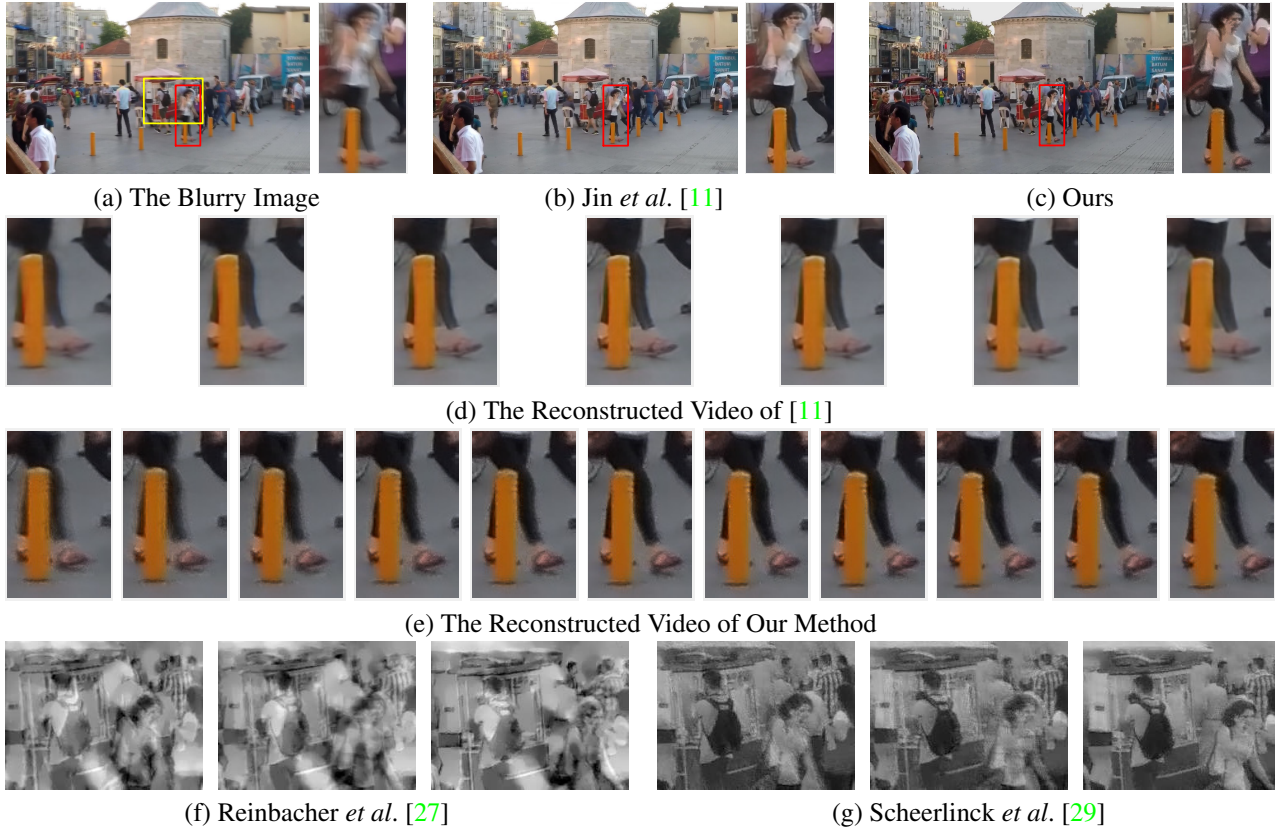 (a) The Blurry Image
(b) Jin et al. [11]
(c) Ours
(d) The Reconstructed Video of [11]
(e) The Reconstructed Video of Our Method
(f) Reinbacher et al. [27]
(g) Scheerlinck et al. [29]